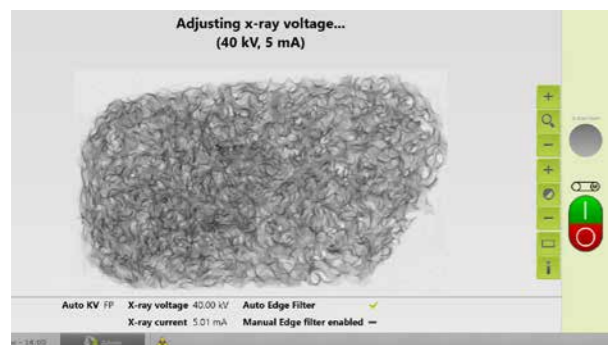 Adjusting x-ray voltage...
(40 kV, 5 mA)
Auto KV FP X-ray voltage 40.00 kV Auto Edge Filter
X-ray current 5.01 mA Manual Edge filter enabled